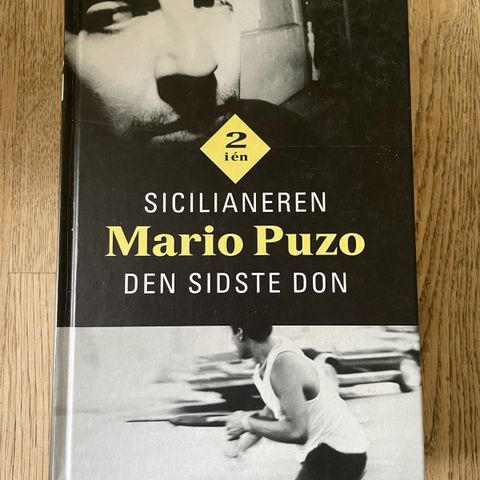 2
i én
SICILIANEREN
Mario Puzo
DEN SIDSTE DON